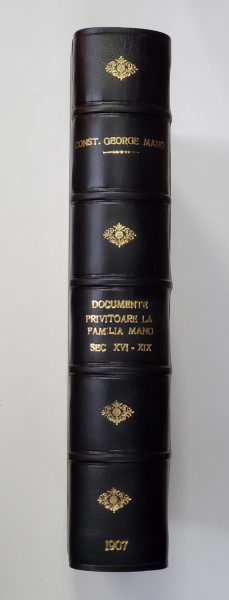 CONST. GEORGE MANO
DOCUMENTE
PRIVITOARE LA
FAMILIA MANO
SEC XVI - XIX
1907